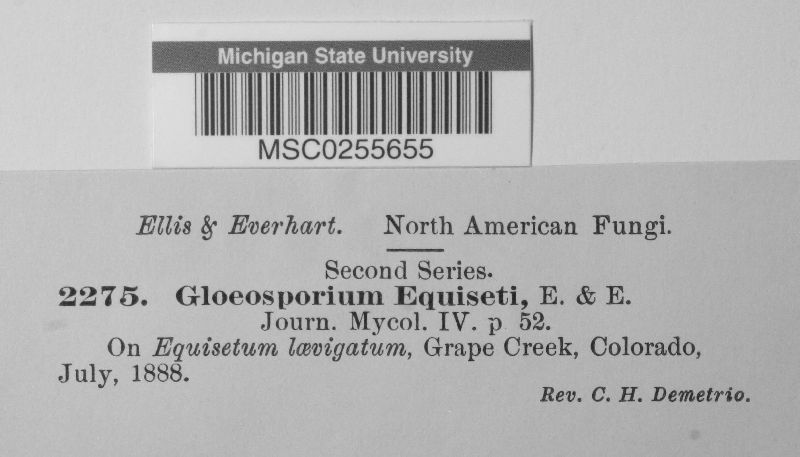 Michigan State University
MSC0255655
Ellis & Everhart. North American Fungi.
Second Series.
2275. Gloeosporium Equiseti, E. & E.
Journ. Mycol. IV. p 52.
On Equisetum lævigatum, Grape Creek, Colorado,
July, 1888.
Rev. C. H. Demetrio.